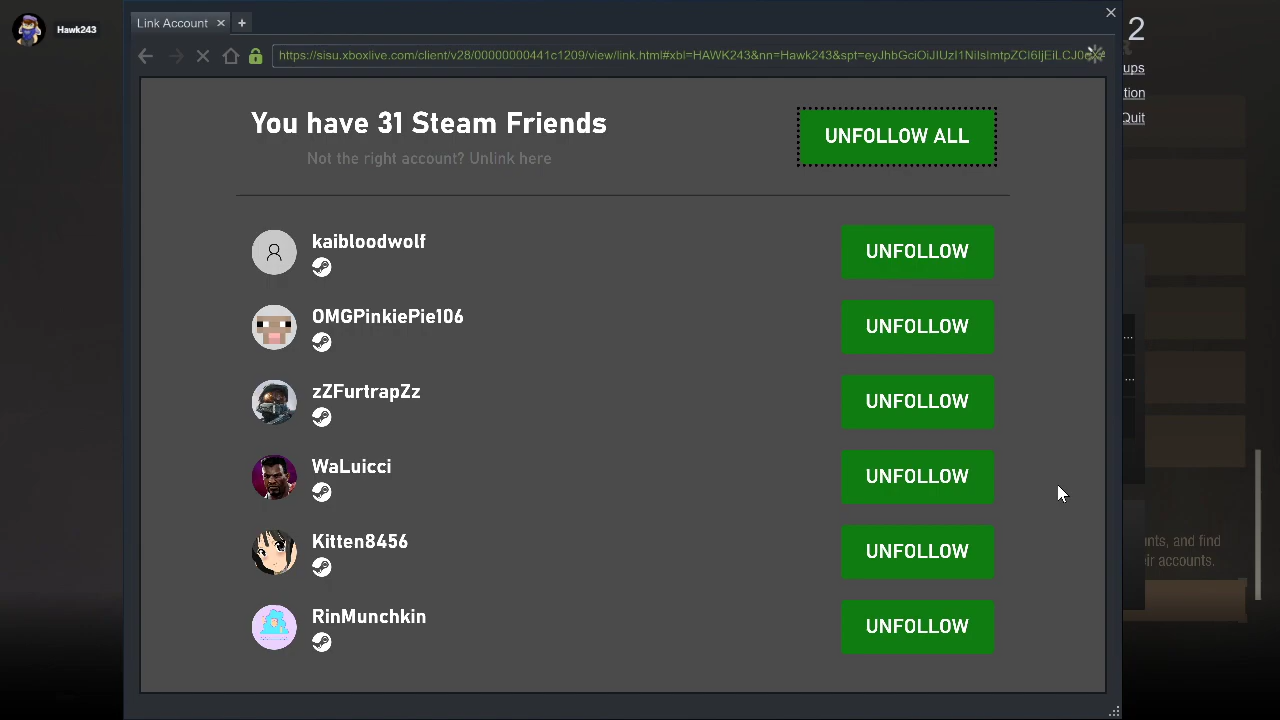 Hawk243
Link Account
https://sisu.xboxlive.com/client/v28/00000000441c1209/view/link.html#xbl=HAWK243&nn=Hawk243&spt=eyJhbGciOiJIUzI1NiIsImtpZCI6IjEiLCJ0
2
ups
tion
Quit
You have 31 Steam Friends
Not the right account? Unlink here
UNFOLLOW ALL
kaibloodwolf
UNFOLLOW
OMGPinkiePie106
UNFOLLOW
zZFurtrapZz
UNFOLLOW
WaLuicci
UNFOLLOW
Kitten8456
UNFOLLOW
RinMunchkin
UNFOLLOW
...
...
nts, and find
ir accounts.